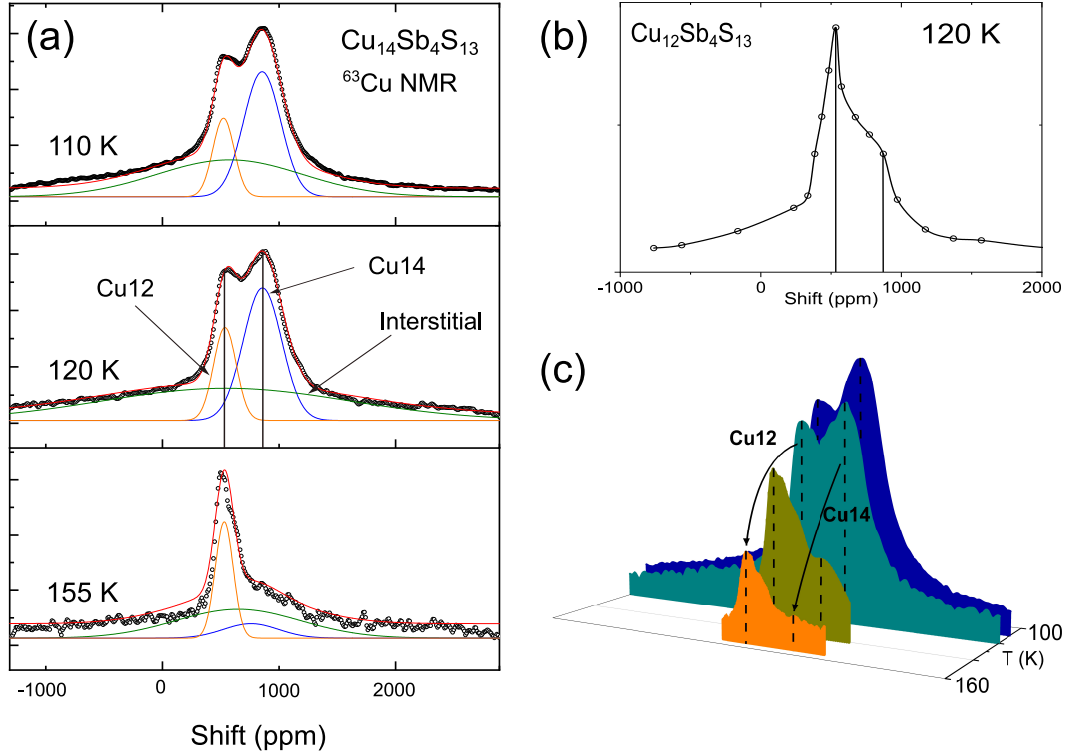 (a)
Cu₁₄Sb₄S₁₃
⁶³Cu NMR
110 K
Cu12
Cu14
Interstitial
120 K
155 K
-1000 0 1000 2000
Shift (ppm)
(b)
Cu₁₂Sb₄S₁₃
120 K
-1000 0 1000 2000
Shift (ppm)
(c)
Cu12
Cu14
100
T (K)
160